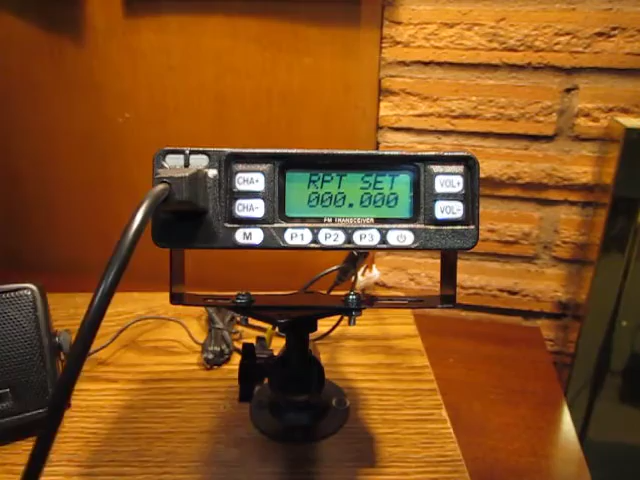 CHA+
RPT SET
VOL+
CHA-
000.000
VOL-
FM TRANSCEIVER
M P1 P2 P3